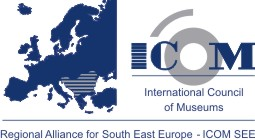 ICOM
International Council
of Museums
Regional Alliance for South East Europe - ICOM SEE